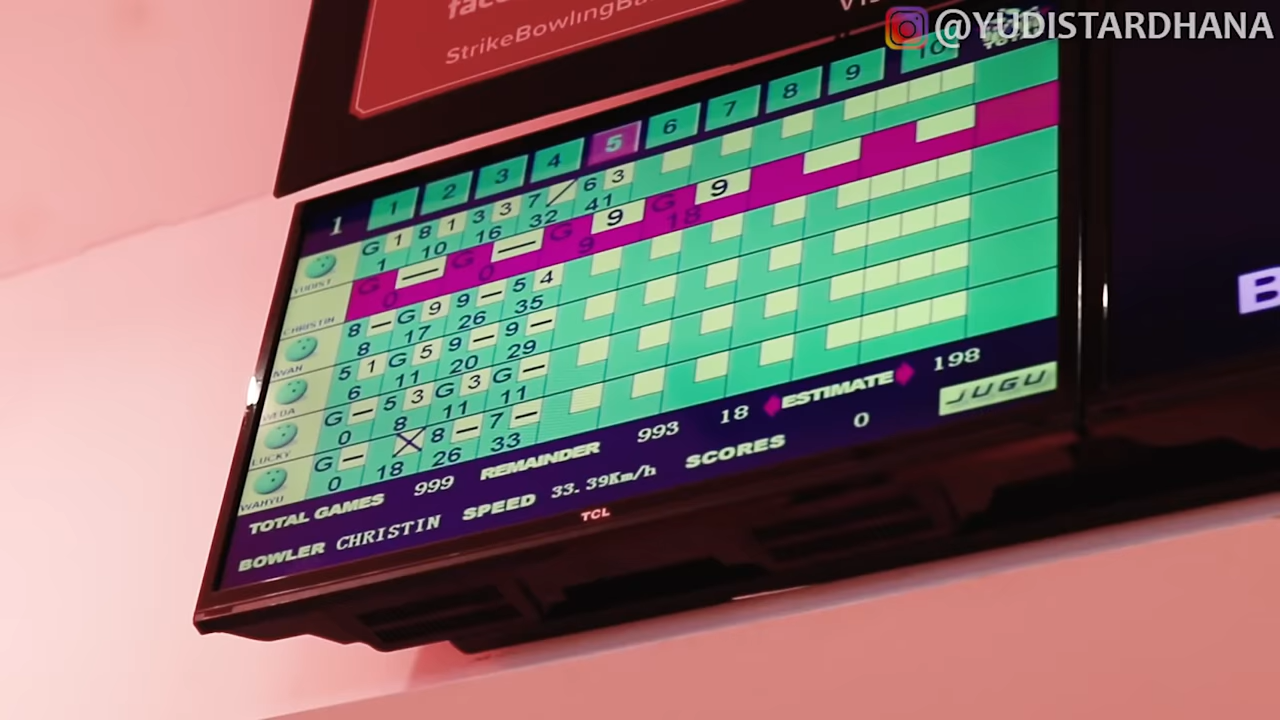 @YUDISTARDHANA
StrikeBowlingBa
1 1 2 3 4 5 6 7 8 9 10
G 1 8 1 3 3 7 / 6 3
1 10 16 32 41
YUDIST
G — G — G 9 G 9
0 0 9 18
CHRISTIN
8 — G 9 9 — 5 4
8 17 26 35
5 1 G 5 9 — 9 —
6 11 20 29
G — 5 3 G 3 G —
0 8 11 11
LUCKY
G — X 8 — 7 —
0 18 26 33
WAHYU
TOTAL GAMES 999 REMAINDER 993 18 ESTIMATE 198
BOWLER CHRISTIN SPEED 33.39Km/h SCORES 0
JUGU
TCL
B